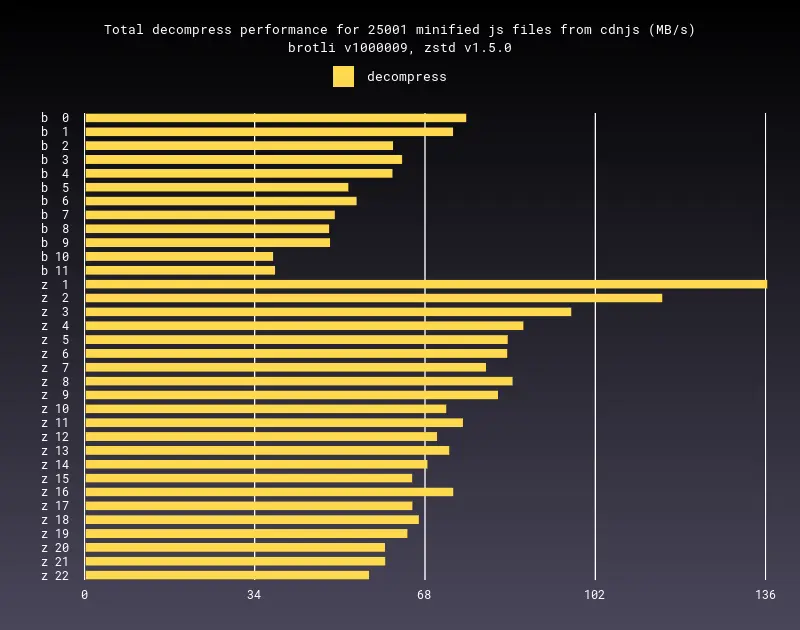 Total decompress performance for 25001 minified js files from cdnjs (MB/s)
brotli v1000009, zstd v1.5.0
decompress
b 0
b 1
b 2
b 3
b 4
b 5
b 6
b 7
b 8
b 9
b 10
b 11
z 1
z 2
z 3
z 4
z 5
z 6
z 7
z 8
z 9
z 10
z 11
z 12
z 13
z 14
z 15
z 16
z 17
z 18
z 19
z 20
z 21
z 22
0 34 68 102 136